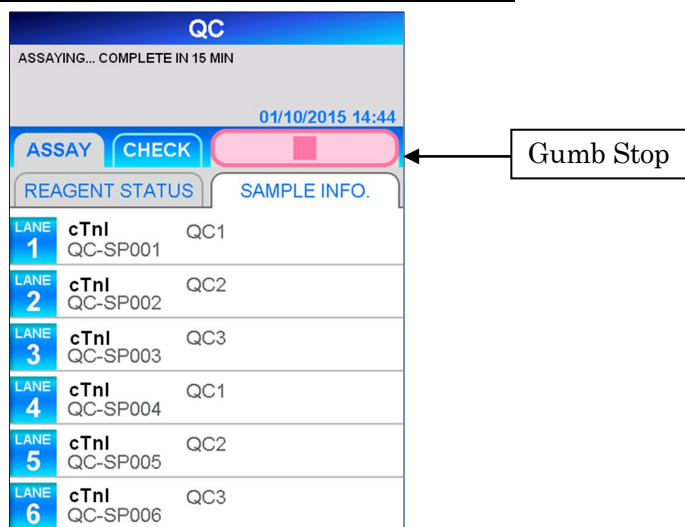 QC
ASSAYING... COMPLETE IN 15 MIN
01/10/2015 14:44
ASSAY CHECK
Gumb Stop
REAGENT STATUS SAMPLE INFO.
LANE 1 cTnI QC1
QC-SP001
LANE 2 cTnI QC2
QC-SP002
LANE 3 cTnI QC3
QC-SP003
LANE 4 cTnI QC1
QC-SP004
LANE 5 cTnI QC2
QC-SP005
LANE 6 cTnI QC3
QC-SP006